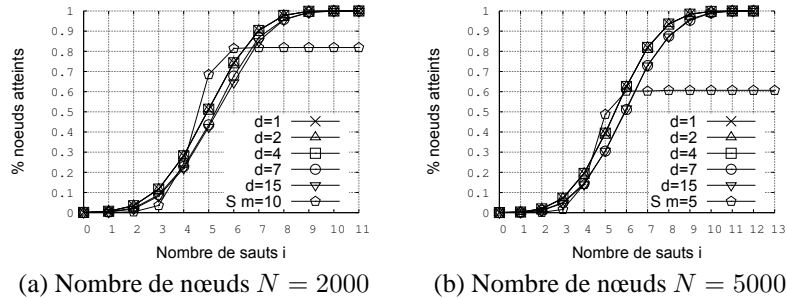 % noeuds atteints
1
0.9
0.8
0.7
0.6
0.5
0.4
0.3
0.2
0.1
0
d=1
d=2
d=4
d=7
d=15
S m=10
0 1 2 3 4 5 6 7 8 9 10 11
Nombre de sauts i
(a) Nombre de nœuds N = 2000
% noeuds atteints
1
0.9
0.8
0.7
0.6
0.5
0.4
0.3
0.2
0.1
0
d=1
d=2
d=4
d=7
d=15
S m=5
0 1 2 3 4 5 6 7 8 9 10 11 12 13
Nombre de sauts i
(b) Nombre de nœuds N = 5000